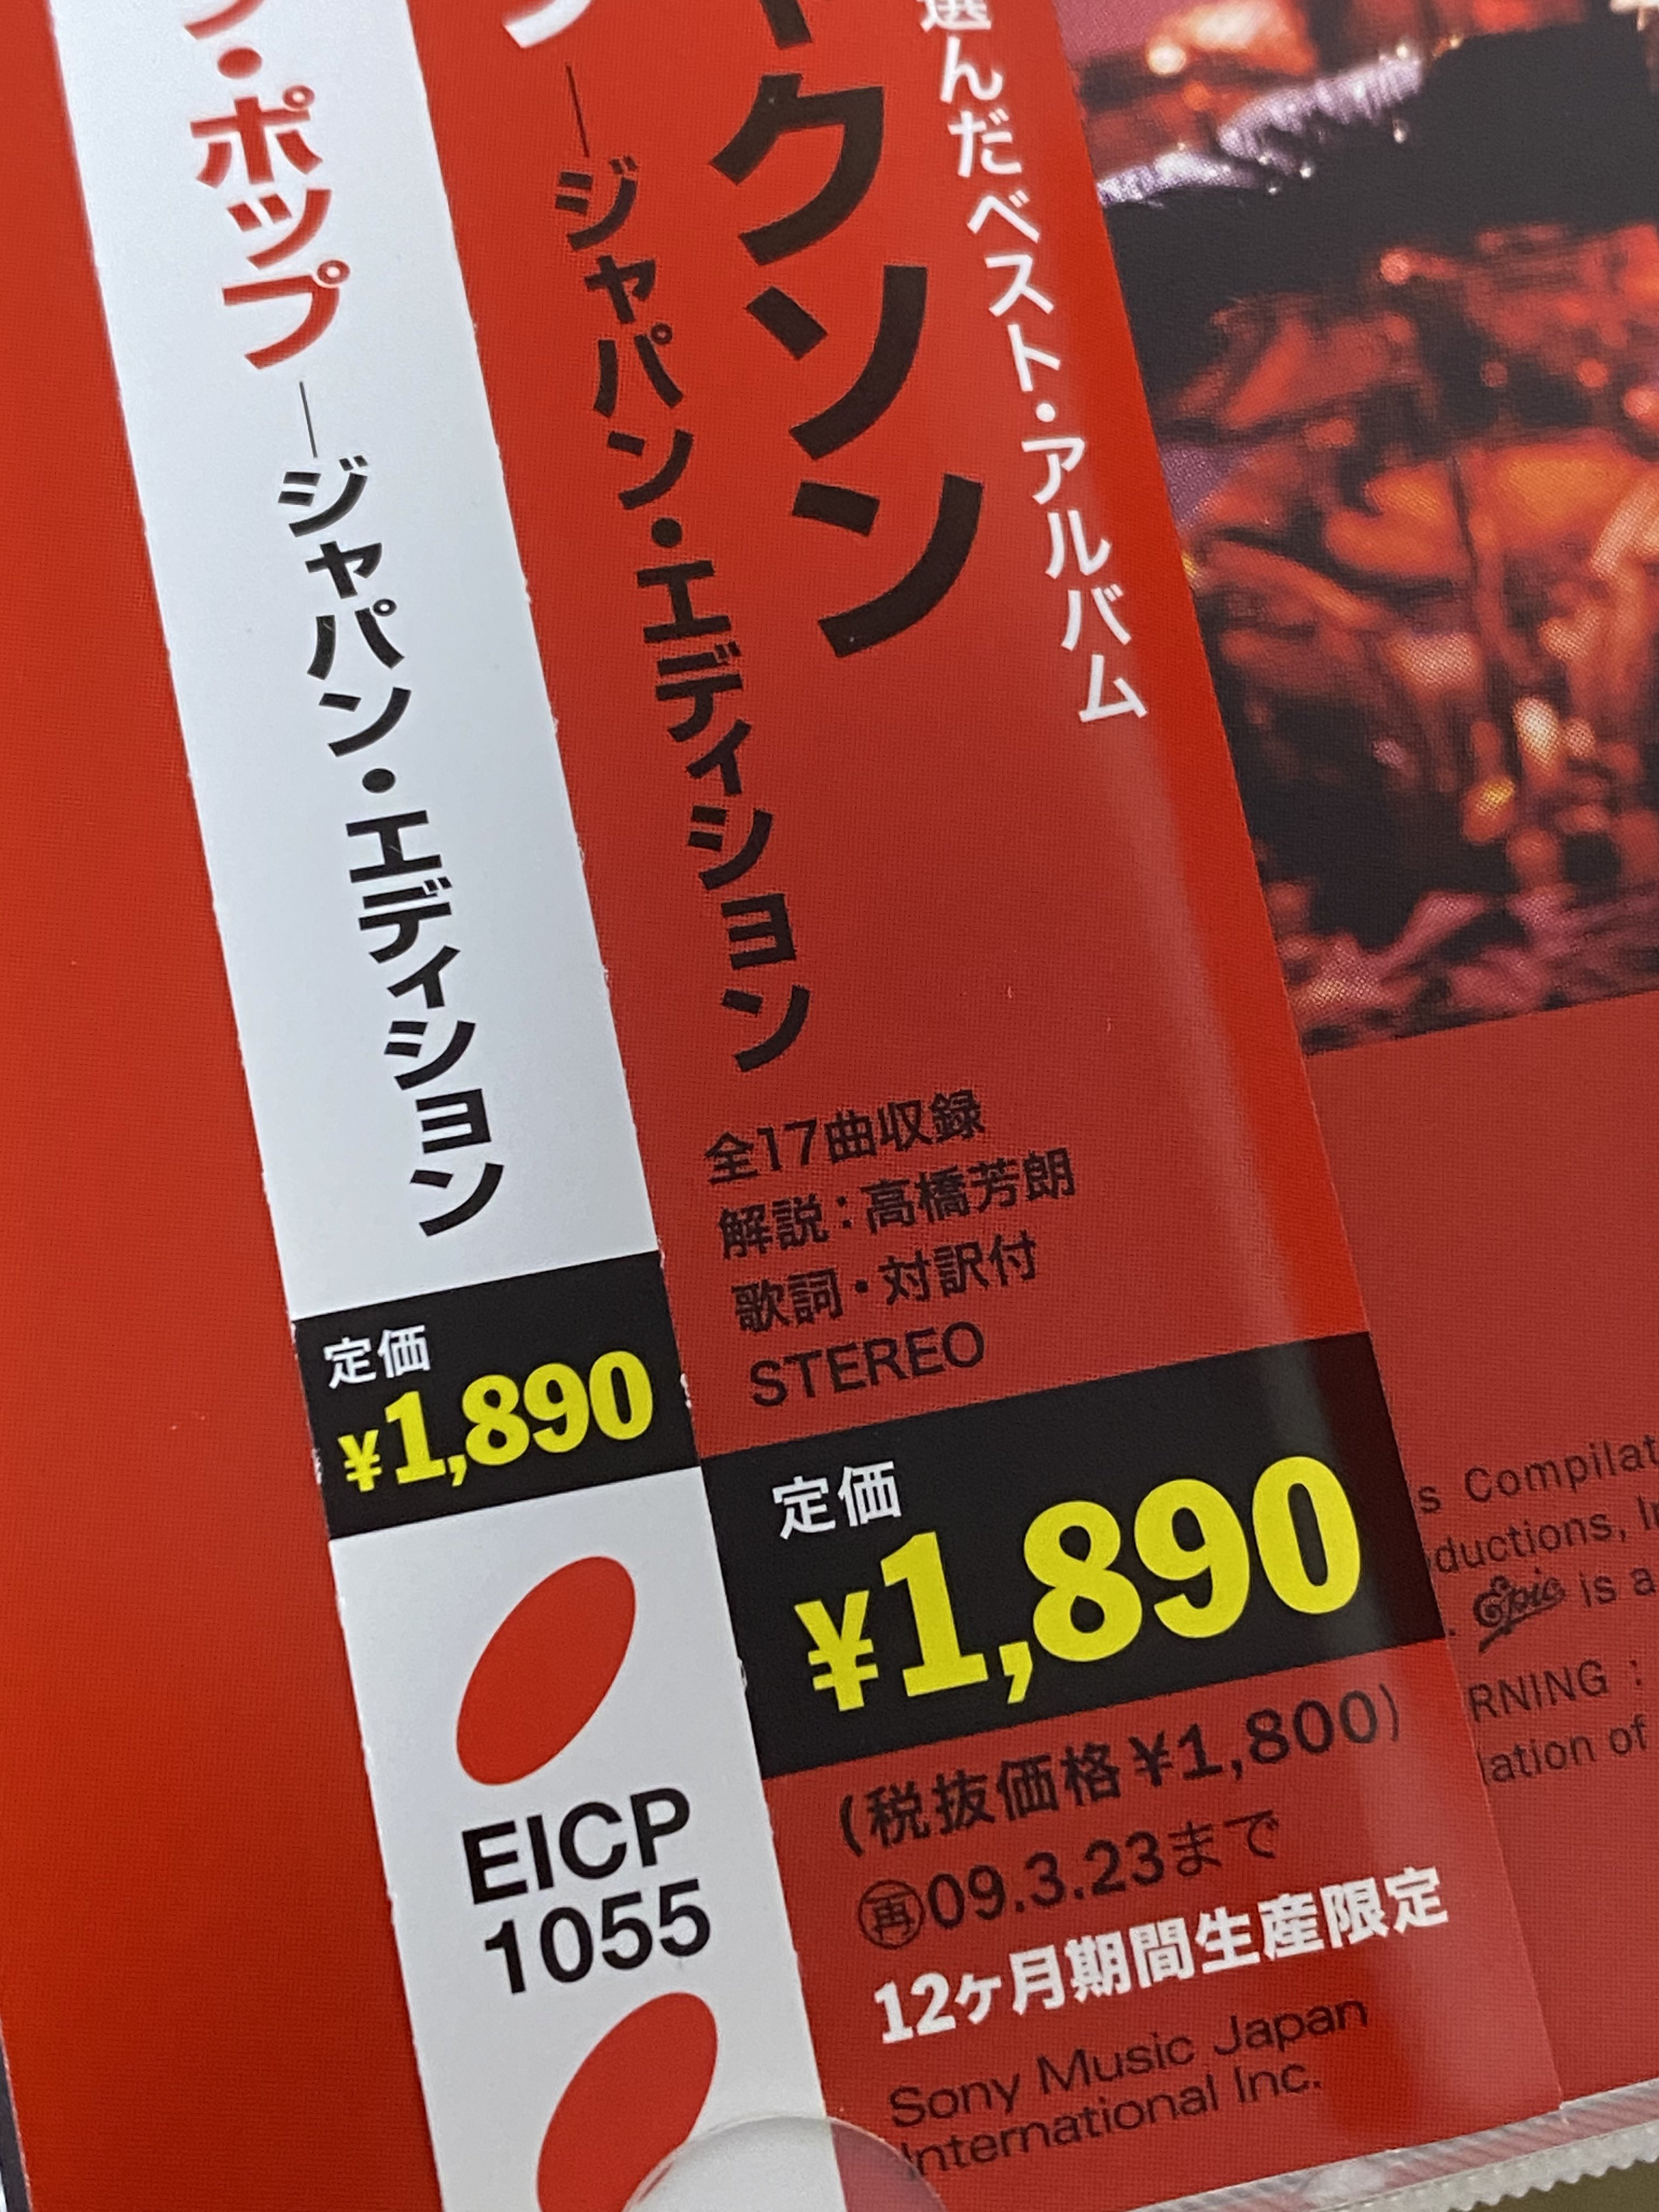 ・ポップ―ジャパン・エディション
定価
¥1,890
EICP
1055
プ―ジャパン・エディション
クソン
選んだベスト・アルバム
全17曲収録
解説：高橋芳朗
歌詞・対訳付
STEREO
定価
¥1,890
(税抜価格¥1,800)
㊢09.3.23まで
12ヶ月期間生産限定
Sony Music Japan
International Inc.
s Compilat
ductions, I
. Epic is a
RNING :
lation of